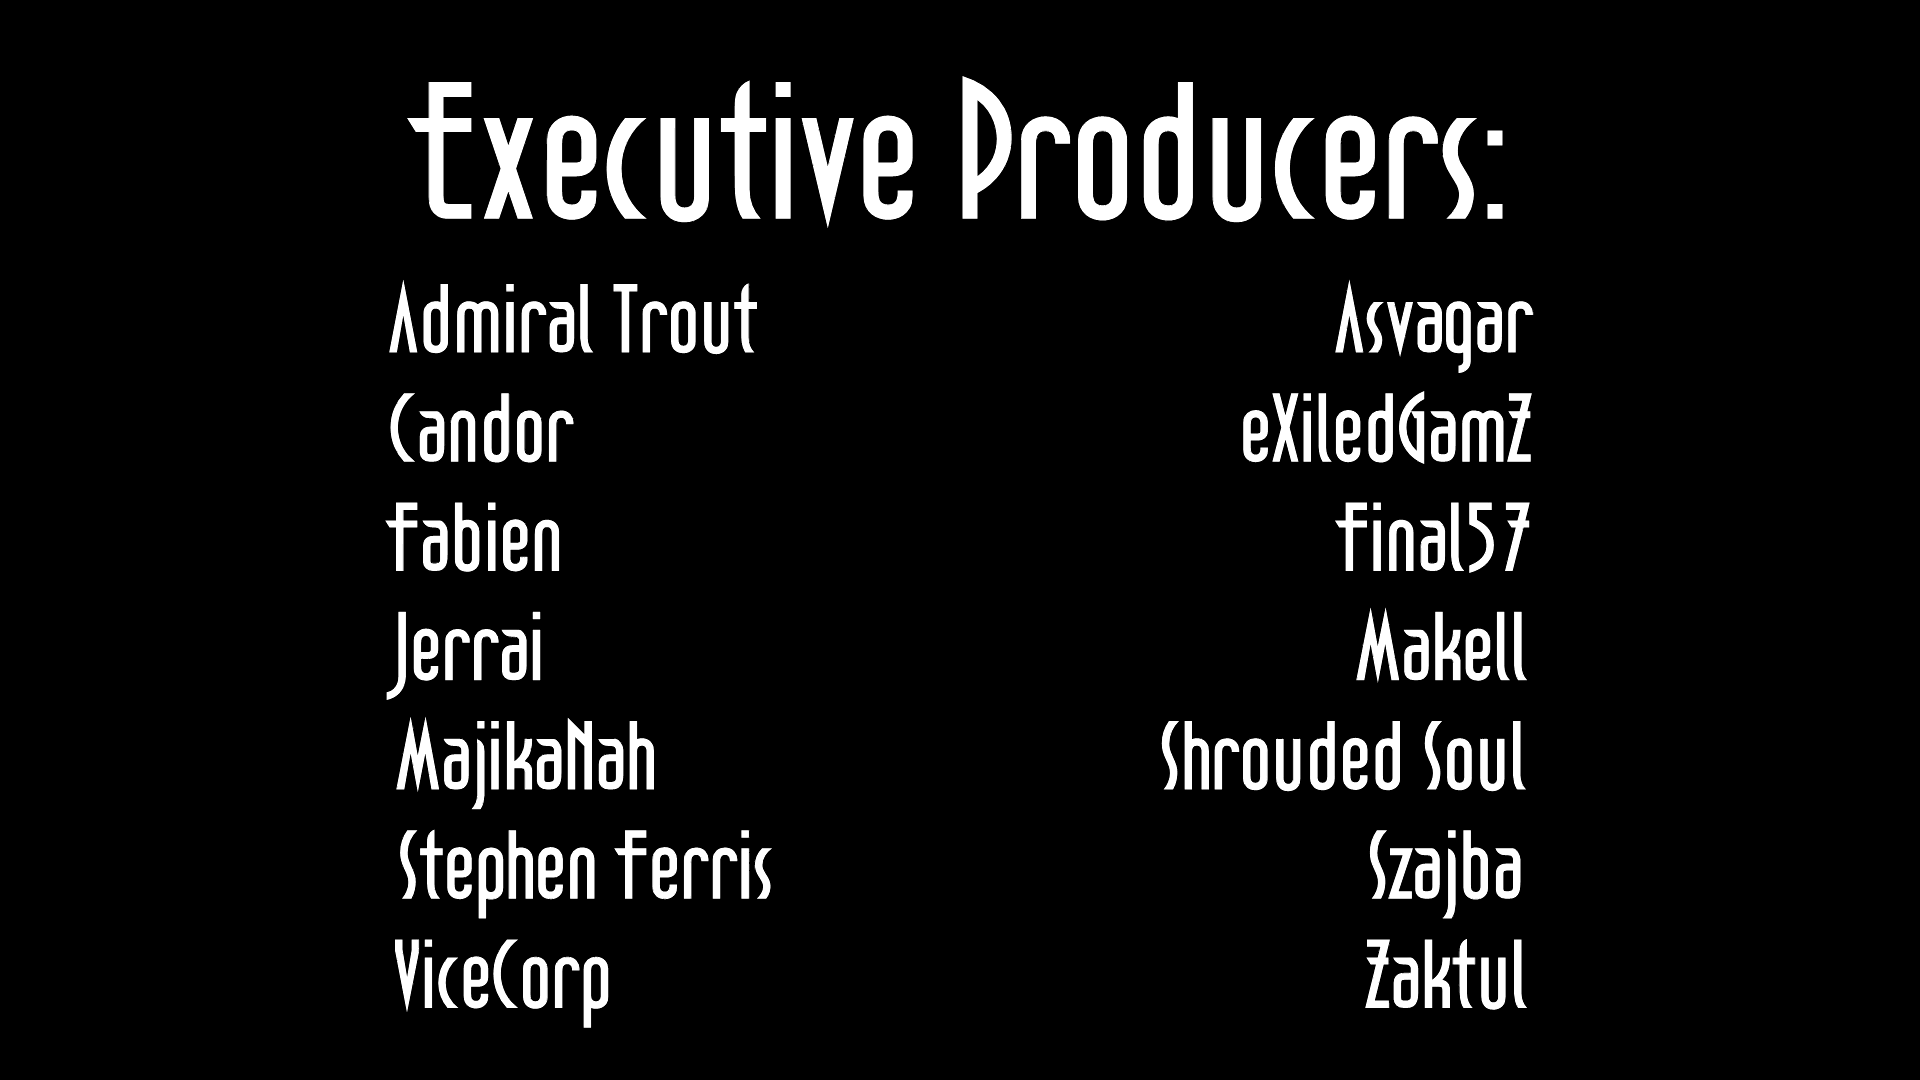 Executive Producers:
Admiral Trout Asvagar
Candor eXiledGamZ
Fabien Final57
Jerrai Makell
MajikaNah Shrouded Soul
Stephen Ferris Szajba
ViceCorp Zaktul